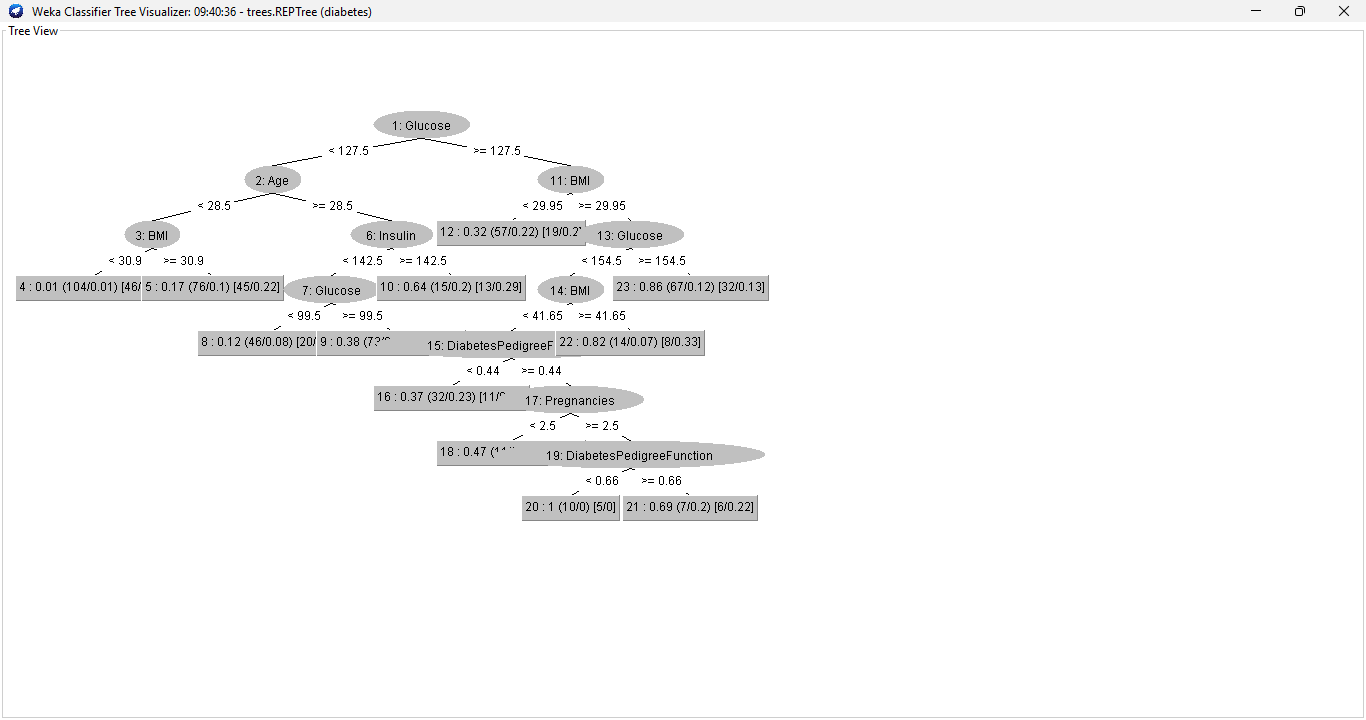 Weka Classifier Tree Visualizer: 09:40:36 - trees.REPTree (diabetes)
Tree View
1: Glucose
< 127.5 >= 127.5
2: Age 11: BMI
< 28.5 >= 28.5 < 29.95 >= 29.95
3: BMI 6: Insulin 12 : 0.32 (57/0.22) [19/0.2 13: Glucose
< 30.9 >= 30.9 < 142.5 >= 142.5 < 154.5 >= 154.5
4 : 0.01 (104/0.01) [46/ 5 : 0.17 (76/0.1) [45/0.22] 7: Glucose 10 : 0.64 (15/0.2) [13/0.29] 14: BMI 23 : 0.86 (67/0.12) [32/0.13]
< 99.5 >= 99.5 < 41.65 >= 41.65
8 : 0.12 (46/0.08) [20/ 9 : 0.38 15: DiabetesPedigreeF 22 : 0.82 (14/0.07) [8/0.33]
< 0.44 >= 0.44
16 : 0.37 (32/0.23) [11/ 17: Pregnancies
< 2.5 >= 2.5
18 : 0.47 19: DiabetesPedigreeFunction
< 0.66 >= 0.66
20 : 1 (10/0) [5/0] 21 : 0.69 (7/0.2) [6/0.22]